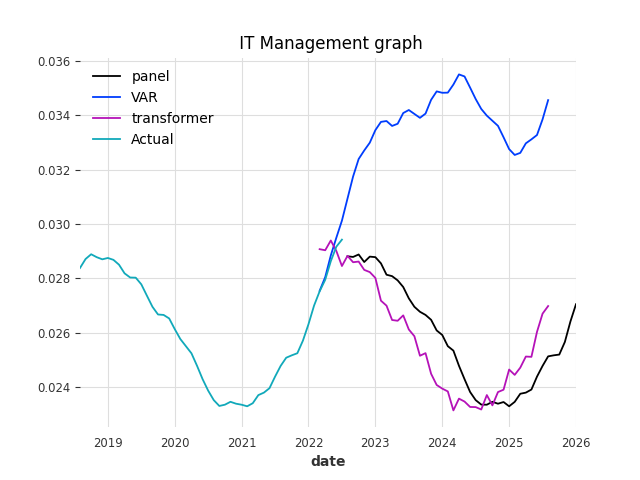 IT Management graph
0.036
0.034
0.032
0.030
0.028
0.026
0.024
panel
VAR
transformer
Actual
2019 2020 2021 2022 2023 2024 2025 2026
date